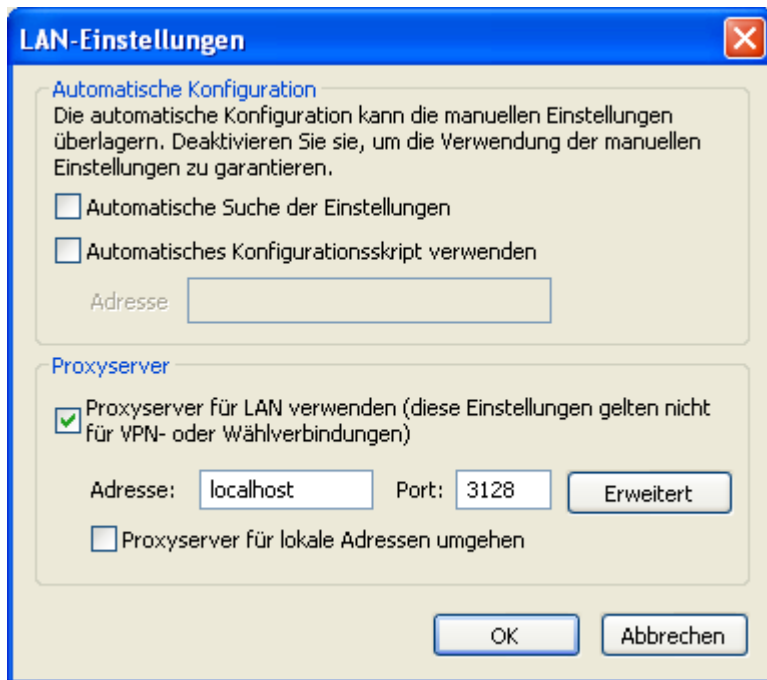 LAN-Einstellungen
Automatische Konfiguration
Die automatische Konfiguration kann die manuellen Einstellungen
überlagern. Deaktivieren Sie sie, um die Verwendung der manuellen
Einstellungen zu garantieren.
Automatische Suche der Einstellungen
Automatisches Konfigurationsskript verwenden
Adresse
Proxyserver
Proxyserver für LAN verwenden (diese Einstellungen gelten nicht
für VPN- oder Wählverbindungen)
Adresse: localhost Port: 3128 Erweitert
Proxyserver für lokale Adressen umgehen
OK Abbrechen